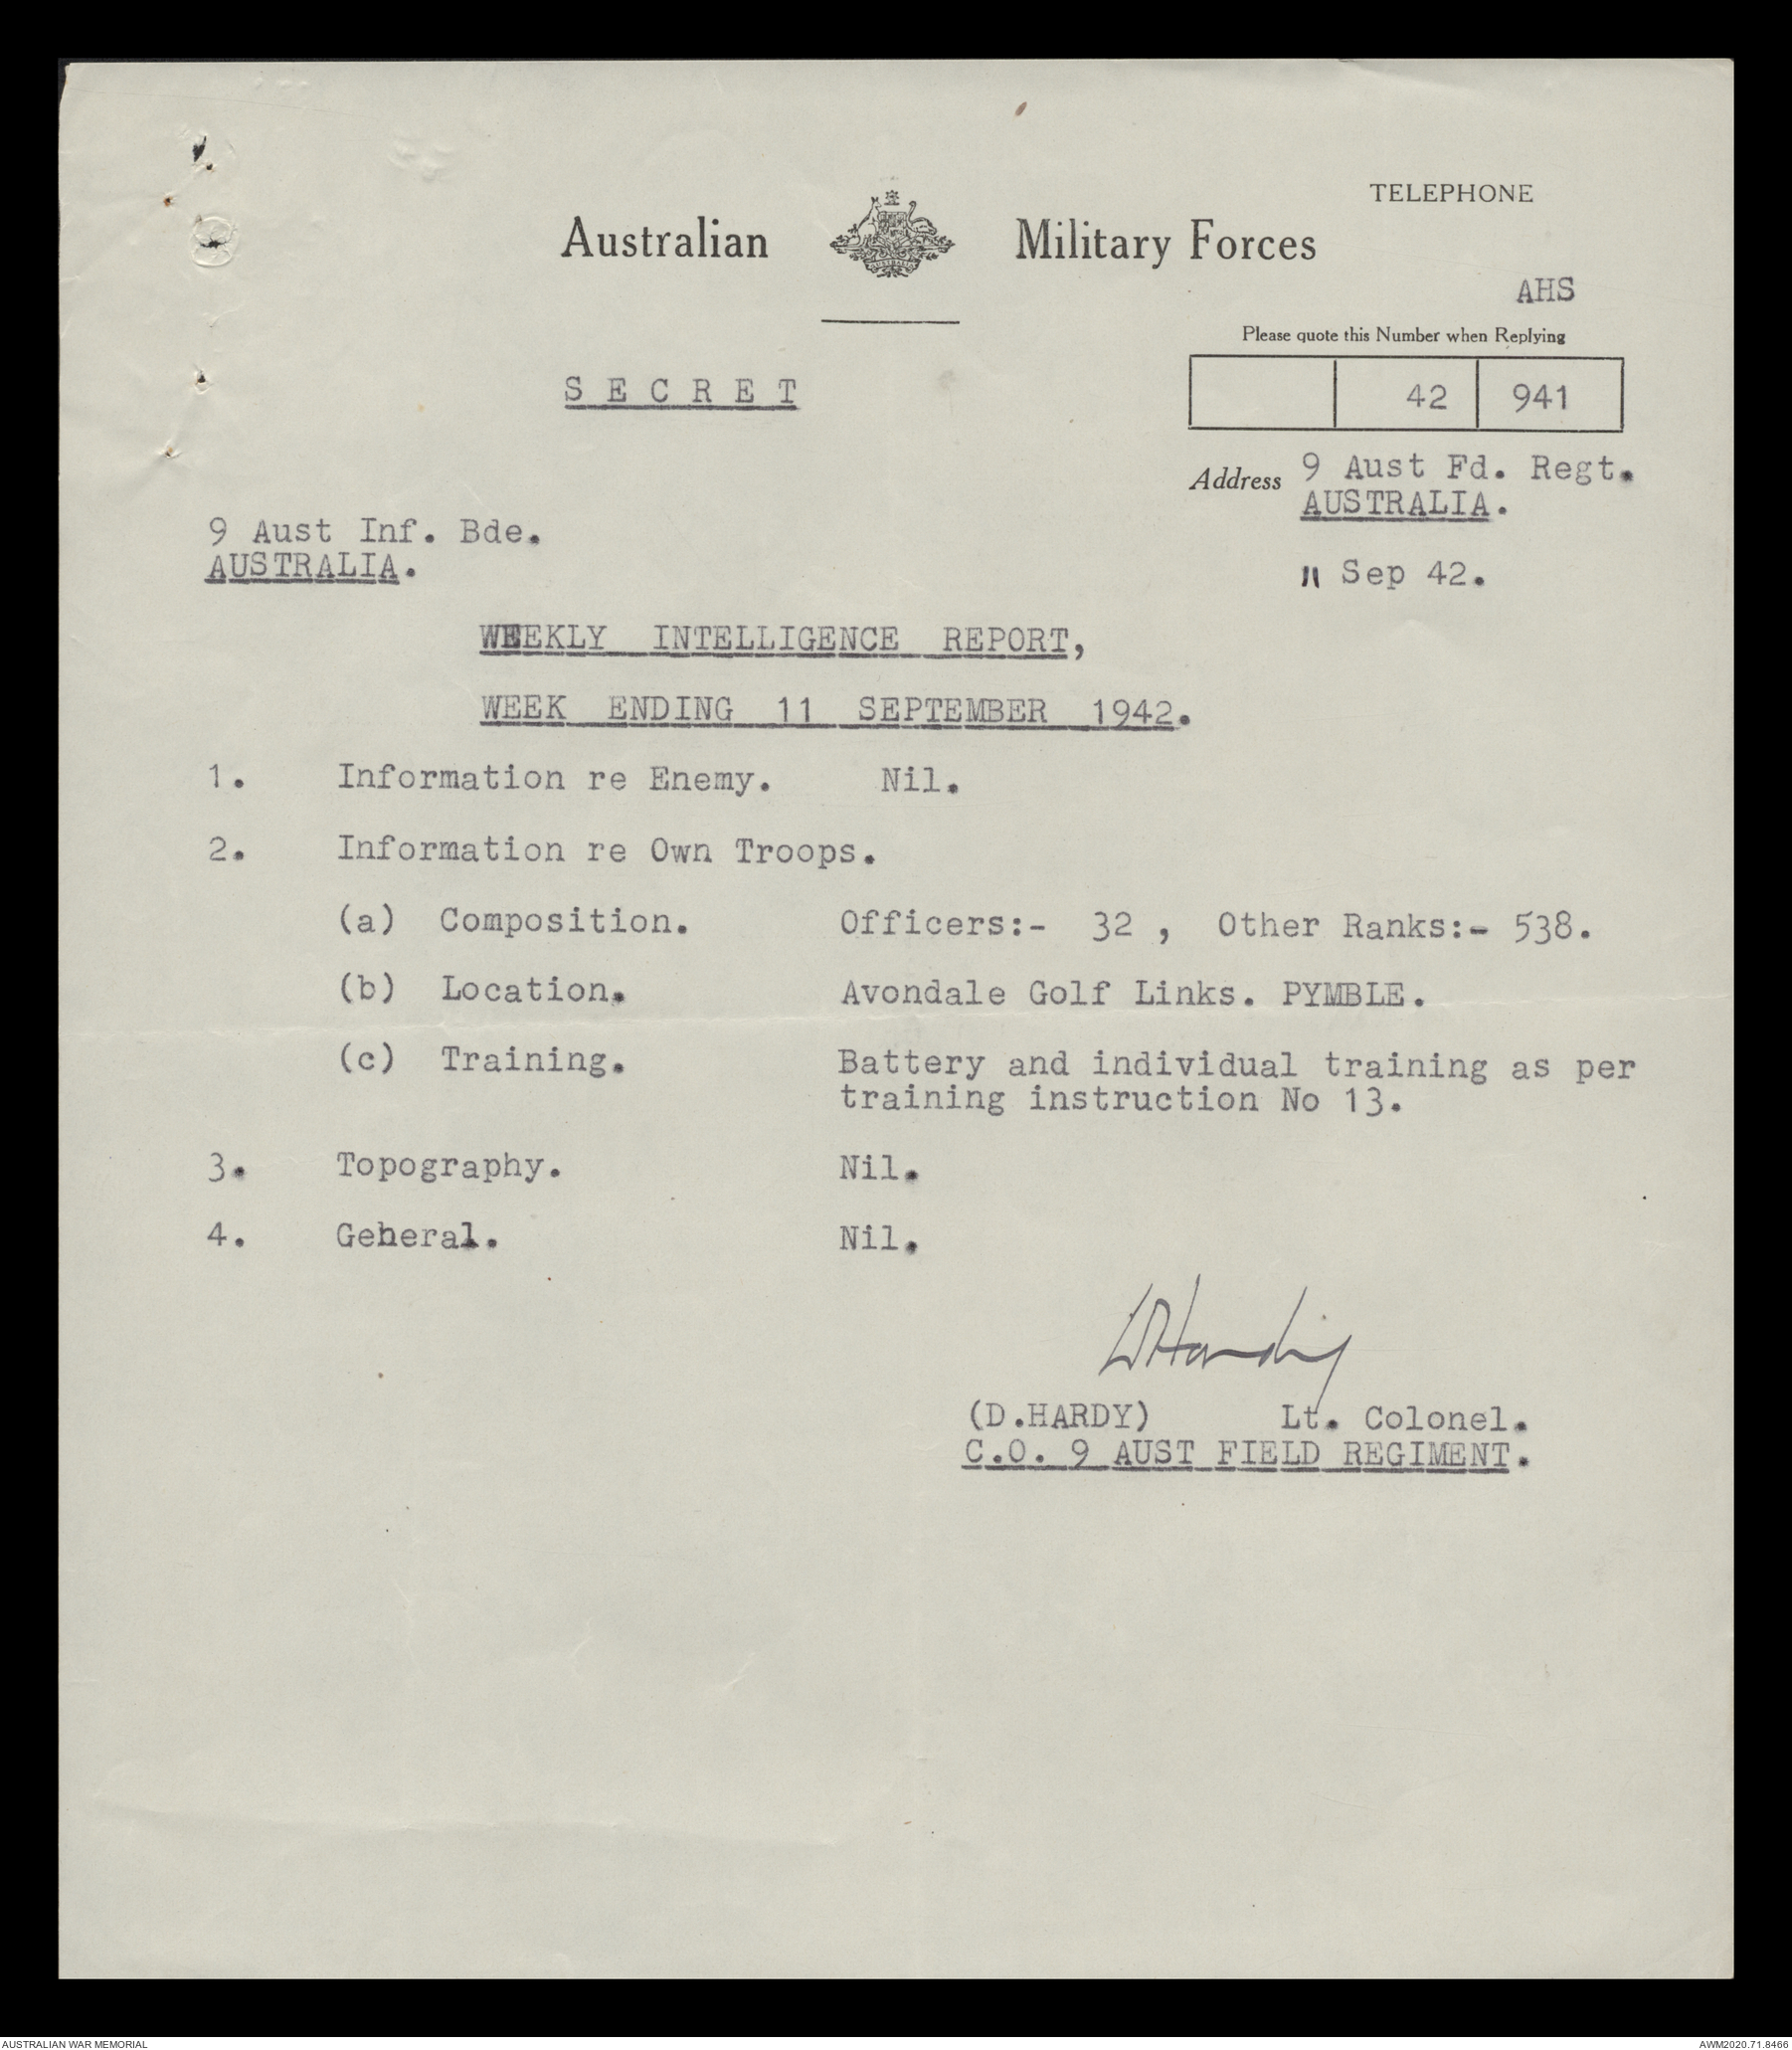 TELEPHONE
Australian Military Forces
AUSTRALIA
AHS
Please quote this Number when Replying
S E C R E T
42 941
Address 9 Aust Fd. Regt.
AUSTRALIA.
9 Aust Inf. Bde.
AUSTRALIA.
11 Sep 42.
WEEKLY INTELLIGENCE REPORT,
WEEK ENDING 11 SEPTEMBER 1942.
1. Information re Enemy. Nil.
2. Information re Own Troops.
(a) Composition. Officers:- 32 , Other Ranks:- 538.
(b) Location. Avondale Golf Links. PYMBLE.
(c) Training. Battery and individual training as per
training instruction No 13.
3. Topography. Nil.
4. General. Nil.
(D.HARDY) Lt. Colonel.
C.O. 9 AUST FIELD REGIMENT.
AUSTRALIAN WAR MEMORIAL
AWM2020.71.8466